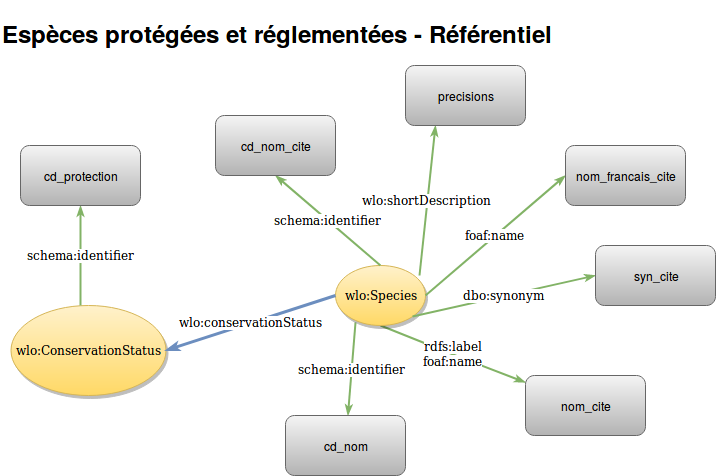 Espèces protégées et réglementées - Référentiel
precisions
cd_nom_cite
cd_protection
nom_francais_cite
wlo:shortDescription
schema:identifier
foaf:name
schema:identifier
syn_cite
wlo:Species
dbo:synonym
wlo:conservationStatus
wlo:ConservationStatus
rdfs:label
foaf:name
schema:identifier
nom_cite
cd_nom